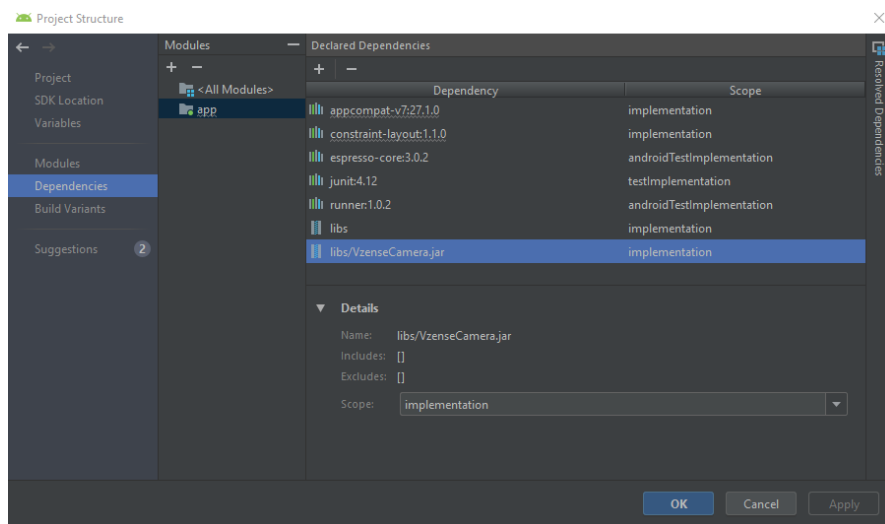 Project Structure
Modules
Declared Dependencies
Project
SDK Location
Variables
Modules
Dependencies
Build Variants
Suggestions
2
<All Modules>
app
Dependency Scope
appcompat-v7:27.1.0 implementation
constraint-layout:1.1.0 implementation
espresso-core:3.0.2 androidTestImplementation
junit:4.12 testImplementation
runner:1.0.2 androidTestImplementation
libs implementation
libs/VzenseCamera.jar implementation
Details
Name: libs/VzenseCamera.jar
Includes: []
Excludes: []
Scope: implementation
Resolved Dependencies
OK Cancel Apply